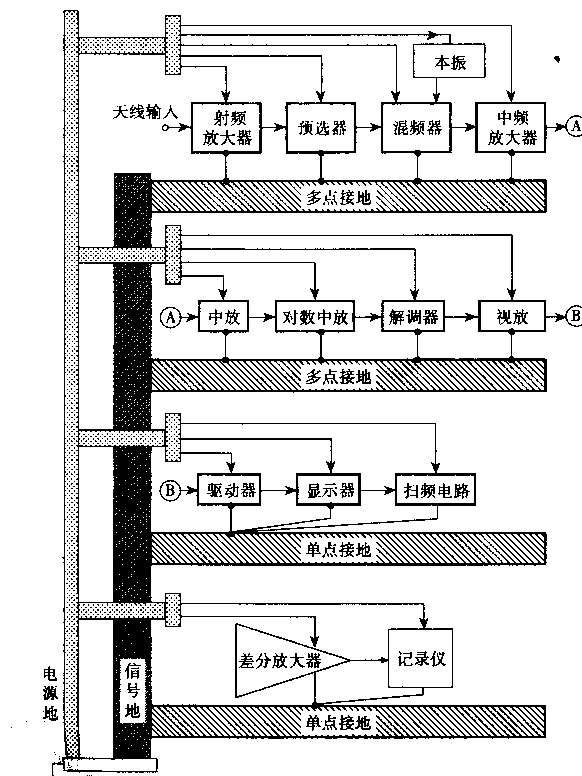 本振
天线输入
射频
放大器
预选器
混频器
中频
放大器
A
多点接地
A
中放
对数中放
解调器
视放
B
多点接地
B
驱动器
显示器
扫频电路
单点接地
差分放大器
记录仪
电源地
信号地
单点接地